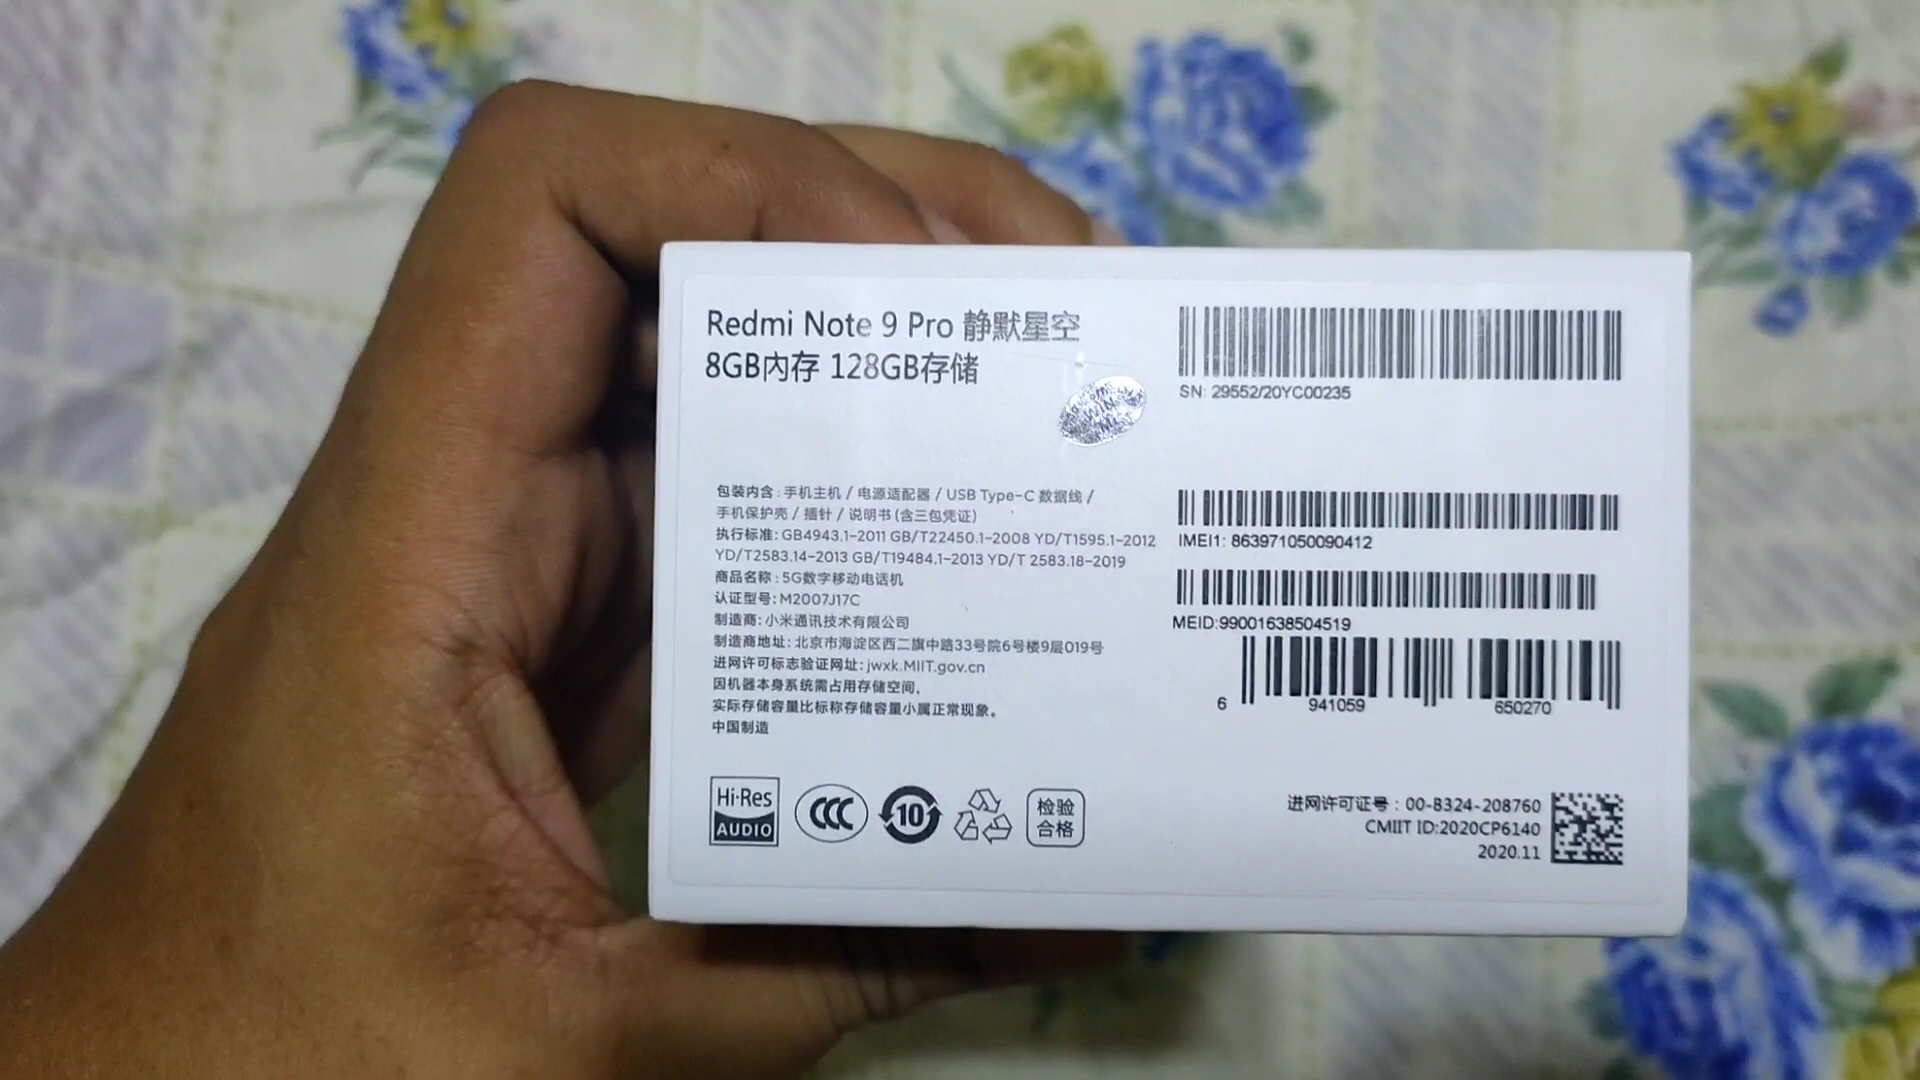 Redmi Note 9 Pro 静默星空
8GB内存 128GB存储
SN: 29552/20YC00235
包装内含: 手机主机 / 电源适配器 / USB Type-C 数据线 /
手机保护壳 / 插针 / 说明书(含三包凭证)
执行标准: GB4943.1-2011 GB/T22450.1-2008 YD/T1595.1-2012
YD/T2583.14-2013 GB/T19484.1-2013 YD/T 2583.18-2019
商品名称: 5G数字移动电话机
认证型号: M2007J17C
制造商: 小米通讯技术有限公司
制造商地址: 北京市海淀区西二旗中路33号院6号楼9层019号
进网许可标志验证网址: jwxk.MIIT.gov.cn
因机器本身系统需占用存储空间，
实际存储容量比标称存储容量小属正常现象。
中国制造
IMEI1: 863971050090412
MEID:99001638504519
6 941059 650270
Hi-Res
AUDIO
CCC
10
检验
合格
进网许可证号：00-B324-208760
CMIIT ID:2020CP6140
2020.11